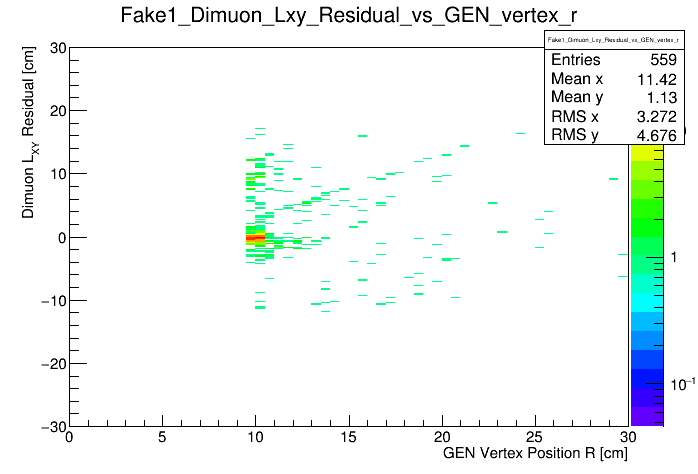 Fake1_Dimuon_Lxy_Residual_vs_GEN_vertex_r
Fake1_Dimuon_Lxy_Residual_vs_GEN_vertex_r
Entries 559
Mean x 11.42
Mean y 1.13
RMS x 3.272
RMS y 4.676
Dimuon LXY Residual [cm]
30
20
10
0
−10
−20
−30
0 5 10 15 20 25 30
GEN Vertex Position R [cm]
1
10−1